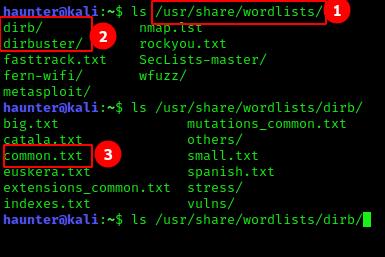 haunter@kali:~$ ls /usr/share/wordlists/ 1
dirb/ nmap.lst
dirbuster/ 2 rockyou.txt
fasttrack.txt SecLists-master/
fern-wifi/ wfuzz/
metasploit/
haunter@kali:~$ ls /usr/share/wordlists/dirb/
big.txt mutations_common.txt
catala.txt others/
common.txt 3 small.txt
euskera.txt spanish.txt
extensions_common.txt stress/
indexes.txt vulns/
haunter@kali:~$ ls /usr/share/wordlists/dirb/